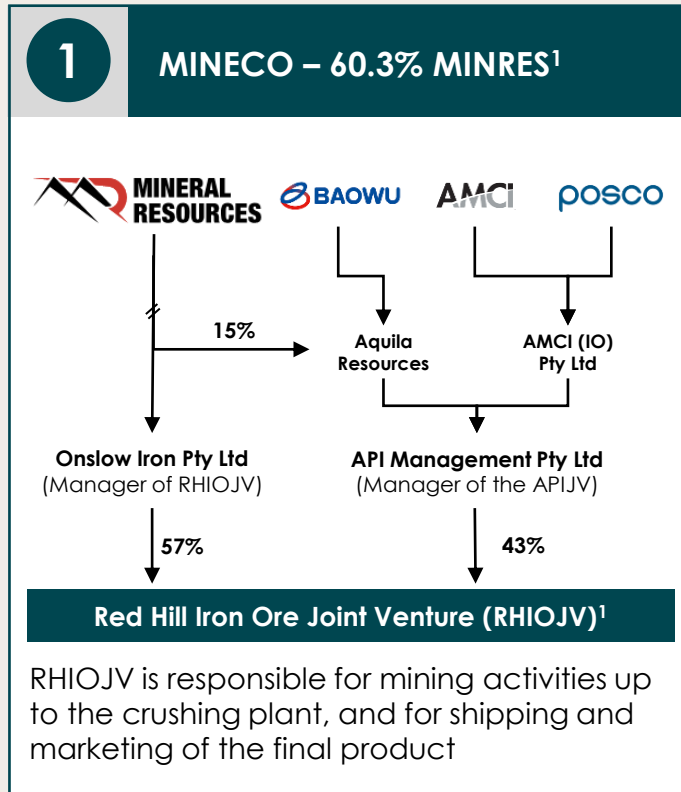 1
MINECO – 60.3% MINRES¹
MINERAL
RESOURCES
BAOWU
AMCi
posco
15%
Aquila
Resources
AMCI (IO)
Pty Ltd
Onslow Iron Pty Ltd
(Manager of RHIOJV)
API Management Pty Ltd
(Manager of the APIJV)
57%
43%
Red Hill Iron Ore Joint Venture (RHIOJV)¹
RHIOJV is responsible for mining activities up
to the crushing plant, and for shipping and
marketing of the final product